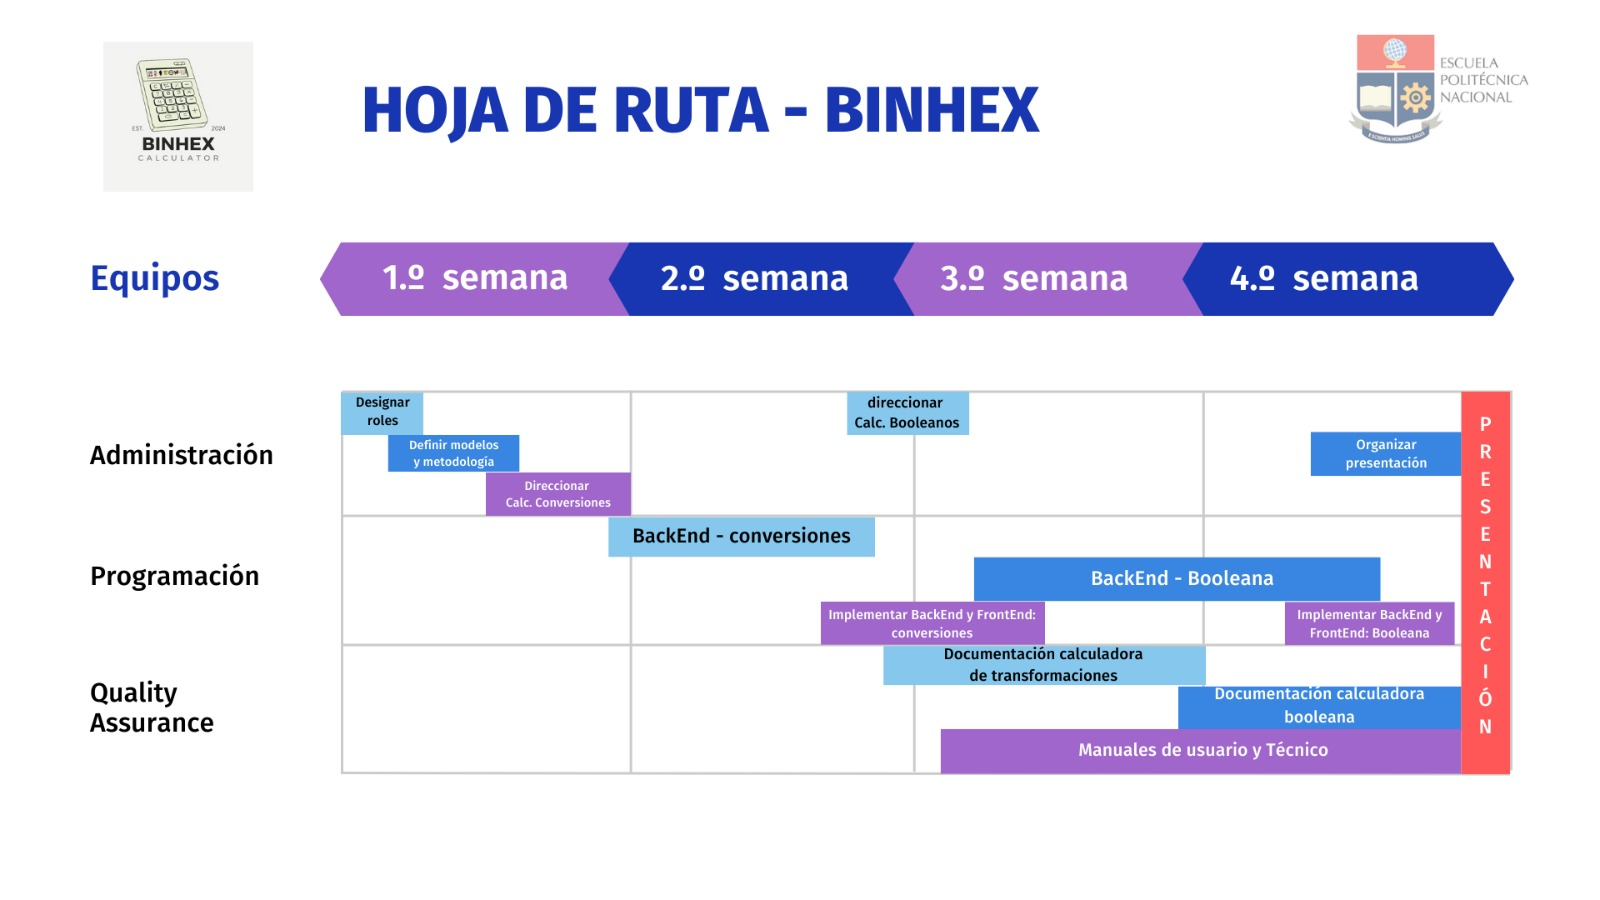 EST. 2024
BINHEX
CALCULATOR
HOJA DE RUTA - BINHEX
ESCUELA
POLITÉCNICA
NACIONAL
Equipos
1.º semana
2.º semana
3.º semana
4.º semana
Administración
Designar
roles
Definir modelos
y metodología
Direccionar
Calc. Conversiones
direccionar
Calc. Booleanos
Organizar
presentación
Programación
BackEnd - conversiones
BackEnd - Booleana
Implementar BackEnd y FrontEnd:
conversiones
Implementar BackEnd y
FrontEnd: Booleana
Quality
Assurance
Documentación calculadora
de transformaciones
Documentación calculadora
booleana
Manuales de usuario y Técnico
P
R
E
S
E
N
T
A
C
I
Ó
N